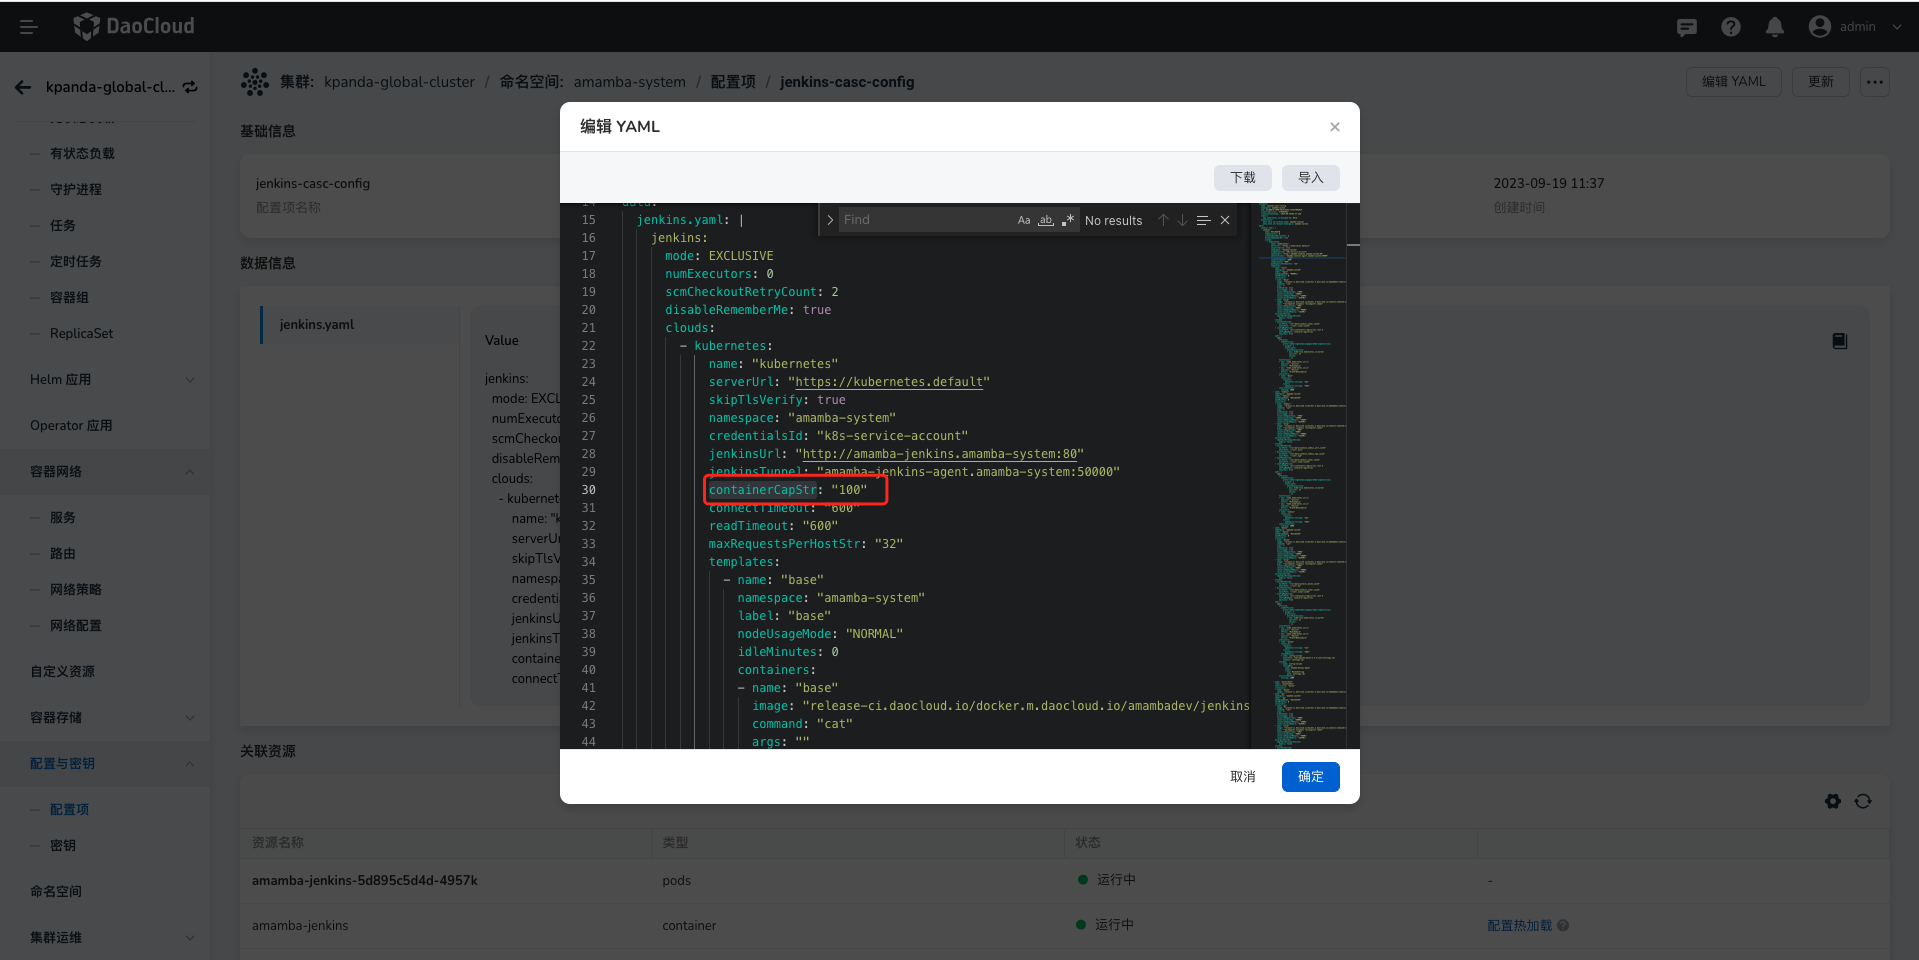 DaoCloud
admin
kpanda-global-cl...
集群: kpanda-global-cluster / 命名空间: amamba-system / 配置项 / jenkins-casc-config
编辑 YAML
更新
有状态负载
守护进程
任务
定时任务
容器组
ReplicaSet
Helm 应用
Operator 应用
容器网络
服务
路由
网络策略
网络配置
自定义资源
容器存储
配置与密钥
配置项
密钥
命名空间
集群运维
基础信息
jenkins-casc-config
配置项名称
2023-09-19 11:37
创建时间
数据信息
jenkins.yaml
Value
jenkins:
mode: EXCL
numExecuto
scmCheckou
disableRem
clouds:
- kubernet
name: "k
serverUr
skipTlsV
namespa
credenti
jenkinsU
jenkinsT
containe
connect
编辑 YAML
下载
导入
Find
Aa
ab
No results
14 data:
15 jenkins.yaml: |
16 jenkins:
17 mode: EXCLUSIVE
18 numExecutors: 0
19 scmCheckoutRetryCount: 2
20 disableRememberMe: true
21 clouds:
22 - kubernetes:
23 name: "kubernetes"
24 serverUrl: "https://kubernetes.default"
25 skipTlsVerify: true
26 namespace: "amamba-system"
27 credentialsId: "k8s-service-account"
28 jenkinsUrl: "http://amamba-jenkins.amamba-system:80"
29 jenkinsTunnel: "amamba-jenkins-agent.amamba-system:50000"
30 containerCapStr: "100"
31 connectTimeout: "600"
32 readTimeout: "600"
33 maxRequestsPerHostStr: "32"
34 templates:
35 - name: "base"
36 namespace: "amamba-system"
37 label: "base"
38 nodeUsageMode: "NORMAL"
39 idleMinutes: 0
40 containers:
41 - name: "base"
42 image: "release-ci.daocloud.io/docker.m.daocloud.io/amambadev/jenkins
43 command: "cat"
44 args: ""
取消
确定
关联资源
资源名称 类型 状态
amamba-jenkins-5d895c5d4d-4957k pods 运行中 -
amamba-jenkins container 运行中 配置热加载